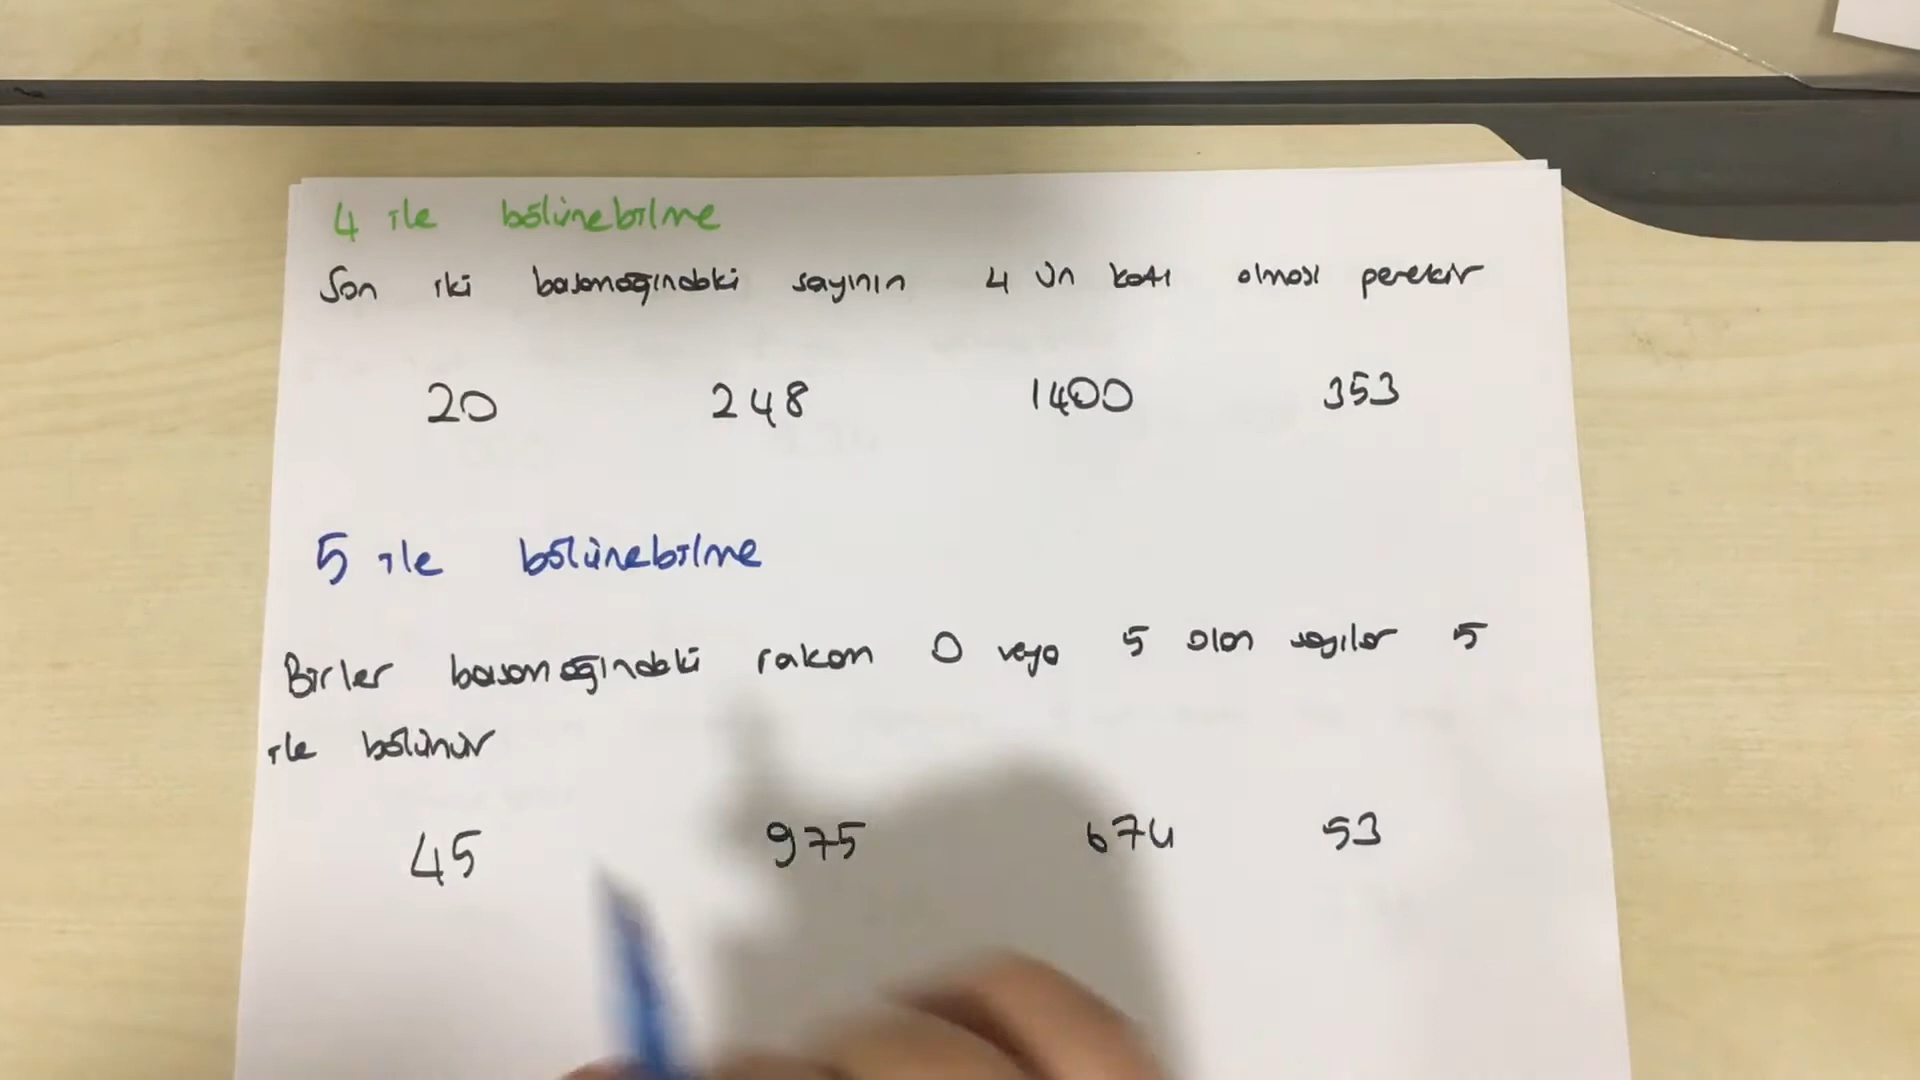 4 ile bölünebilme
Son iki basamağındaki sayının 4 ün katı olması gerekir
20 248 1400 353
5 ile bölünebilme
Birler basamağındaki rakam 0 veya 5 olan sayılar 5
ile bölünür
45 975 674 53